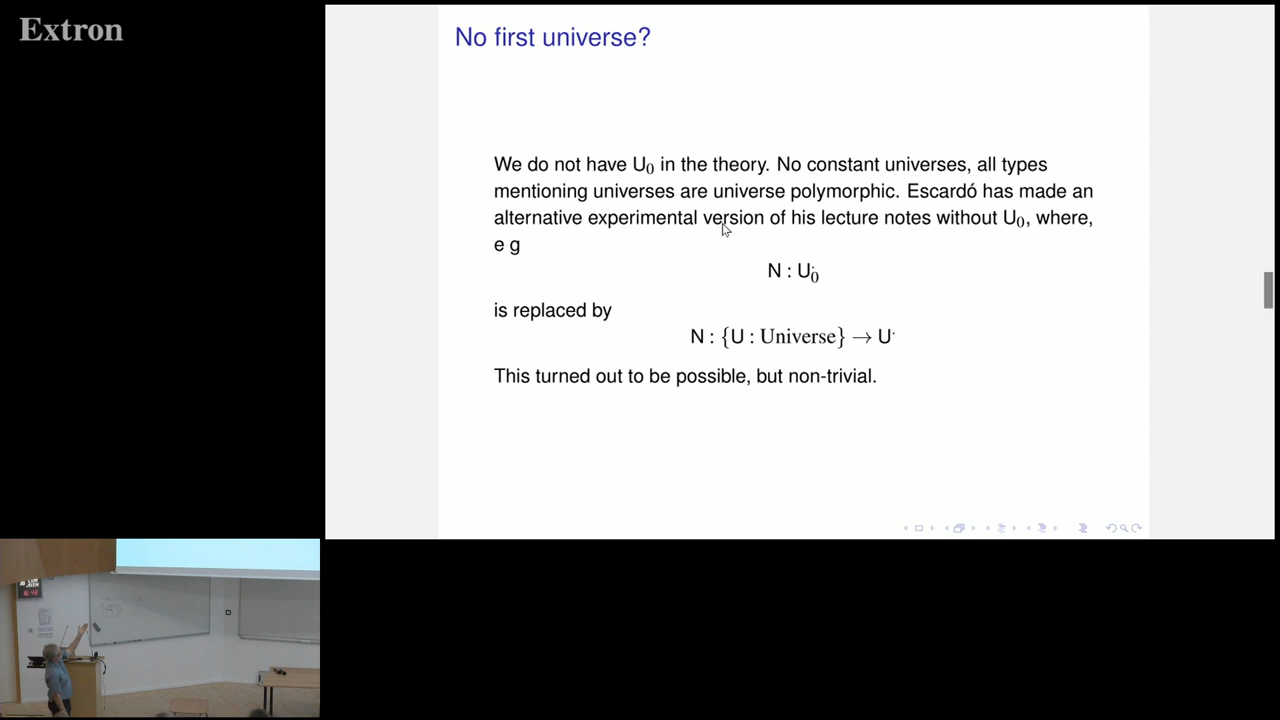 Extron
No first universe?
We do not have U₀ in the theory. No constant universes, all types
mentioning universes are universe polymorphic. Escardó has made an
alternative experimental version of his lecture notes without U₀, where,
e g
N : U₀˙
is replaced by
N : {U : Universe} → U˙
This turned out to be possible, but non-trivial.